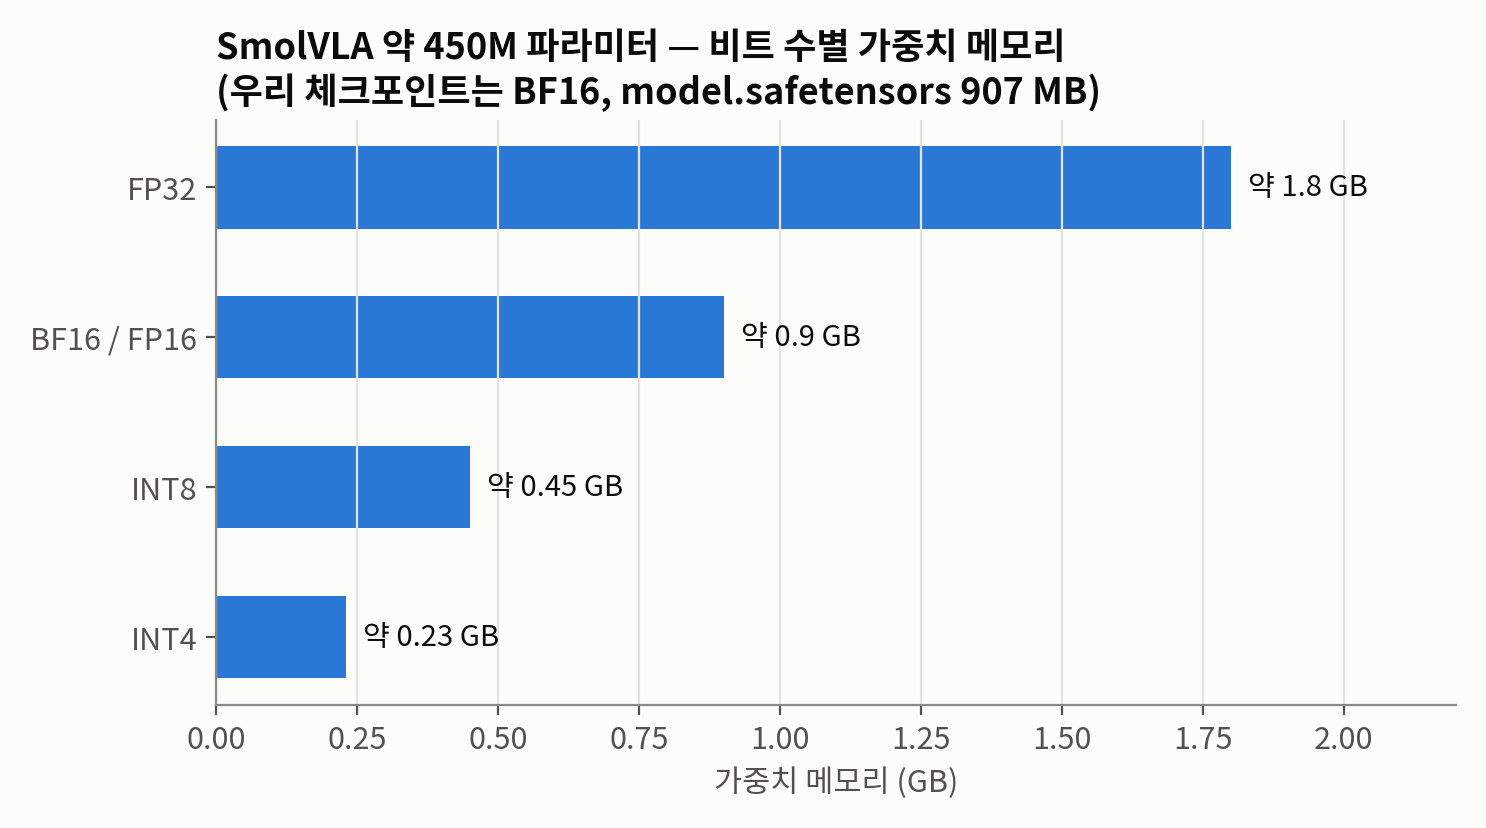 SmolVLA 약 450M 파라미터 — 비트 수별 가중치 메모리
(우리 체크포인트는 BF16, model.safetensors 907 MB)
FP32
약 1.8 GB
BF16 / FP16
약 0.9 GB
INT8
약 0.45 GB
INT4
약 0.23 GB
0.00 0.25 0.50 0.75 1.00 1.25 1.50 1.75 2.00
가중치 메모리 (GB)